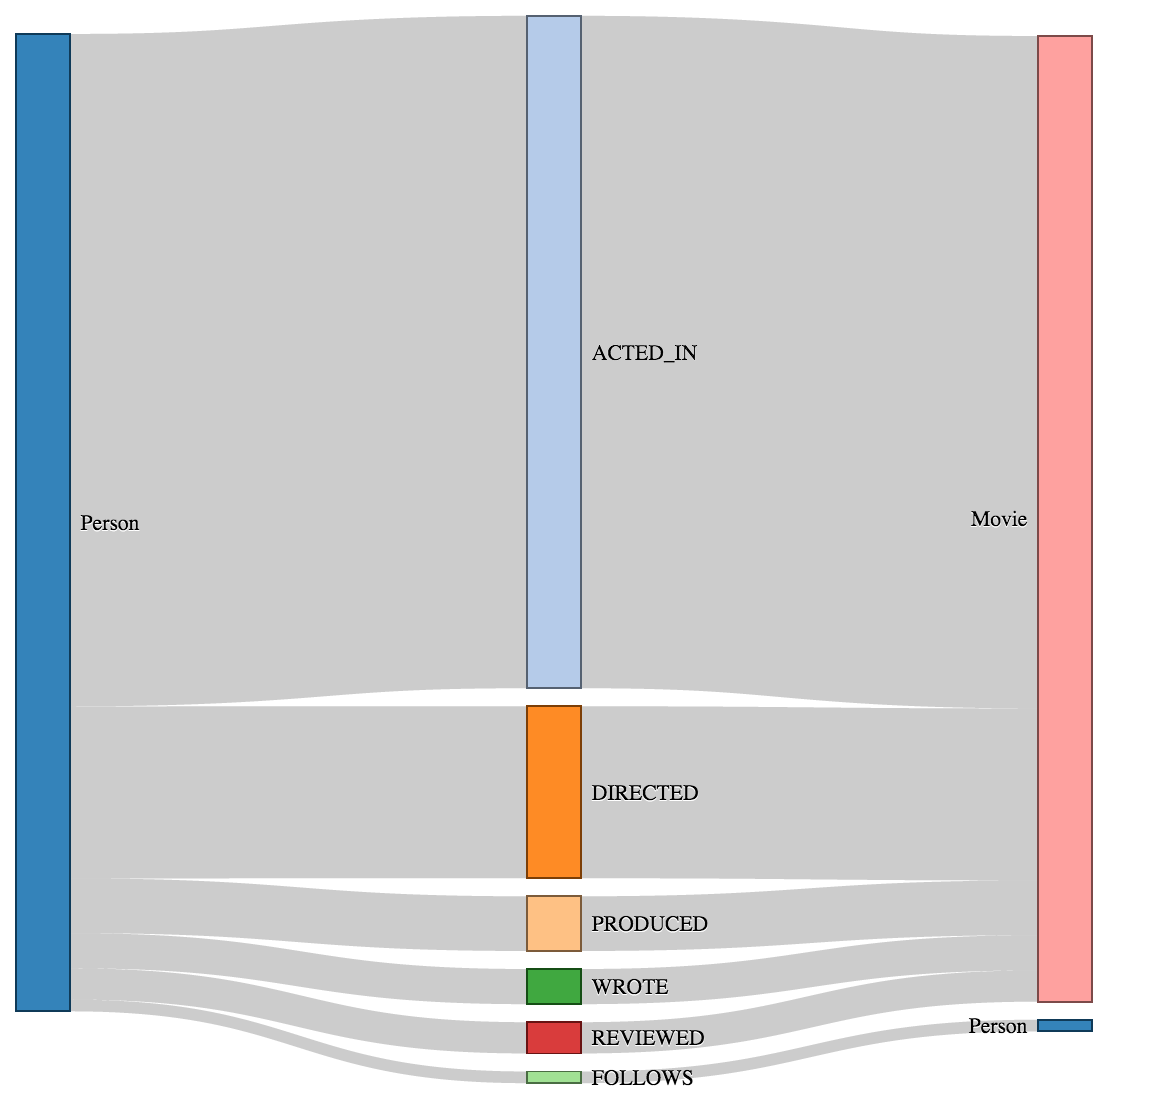 Person
ACTED_IN
Movie
DIRECTED
PRODUCED
WROTE
REVIEWED
Person
FOLLOWS